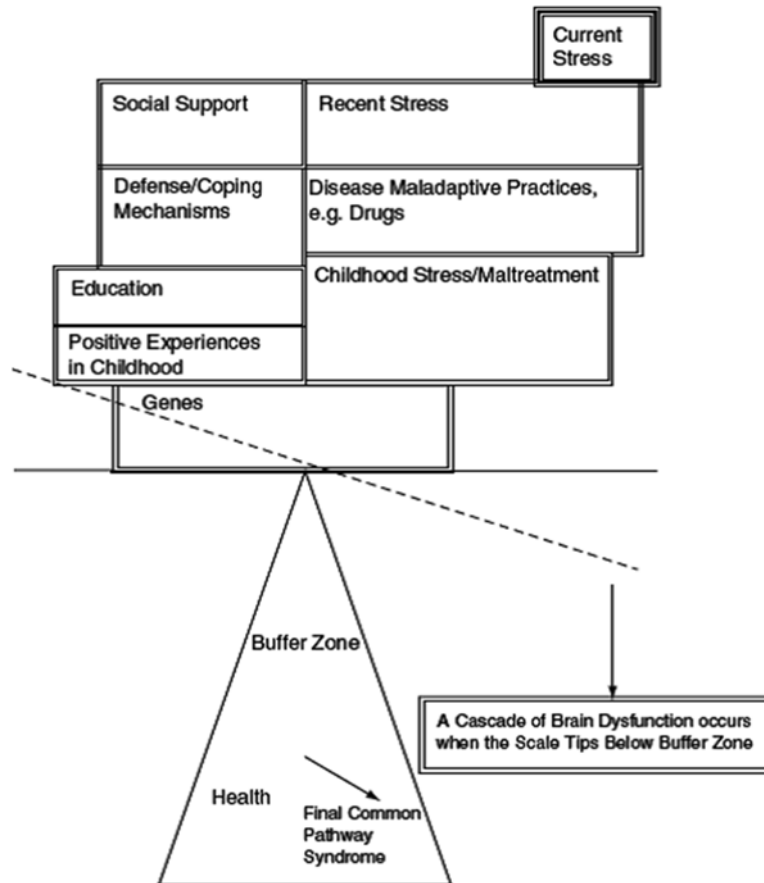 Current
Stress
Social Support
Recent Stress
Defense/Coping
Mechanisms
Disease Maladaptive Practices,
e.g. Drugs
Education
Childhood Stress/Maltreatment
Positive Experiences
in Childhood
Genes
Buffer Zone
A Cascade of Brain Dysfunction occurs
when the Scale Tips Below Buffer Zone
Health
Final Common
Pathway
Syndrome